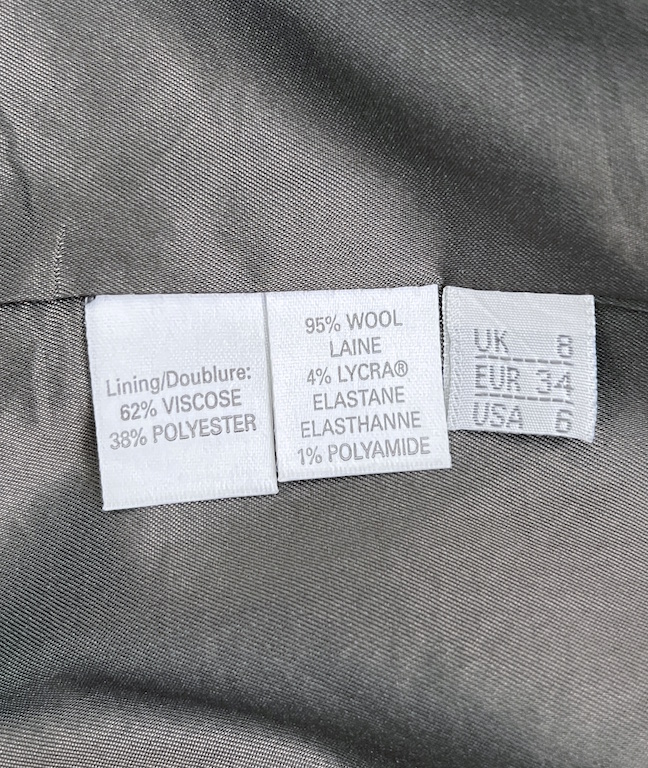 Lining/Doublure:
62% VISCOSE
38% POLYESTER
95% WOOL
LAINE
4% LYCRA®
ELASTANE
ELASTHANNE
1% POLYAMIDE
UK 8
EUR 34
USA 6